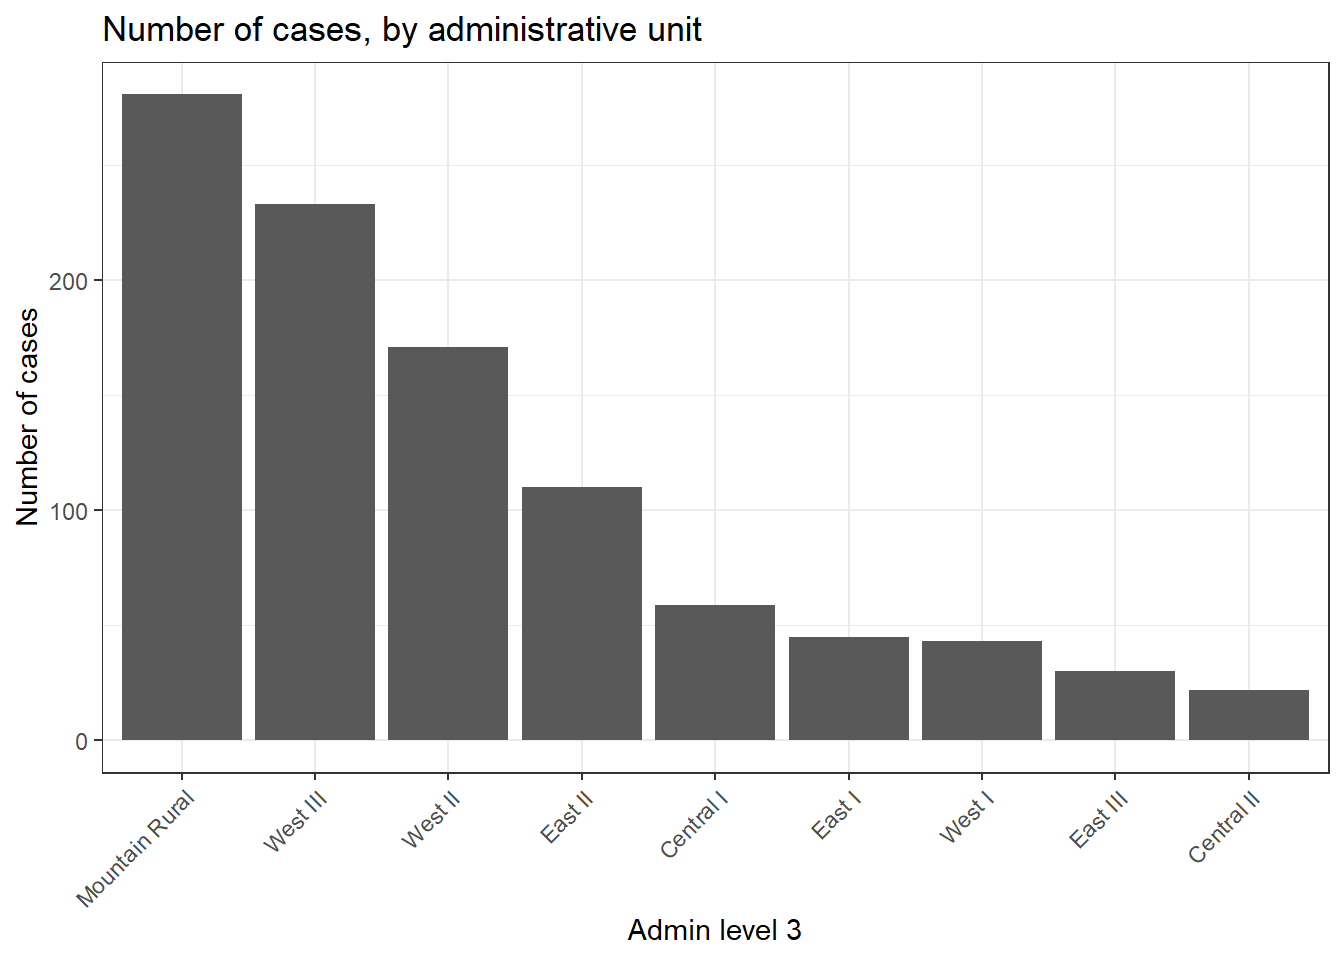 Number of cases, by administrative unit
Number of cases
200
100
0
Mountain Rural
West III
West II
East II
Central I
East I
West I
East III
Central II
Admin level 3